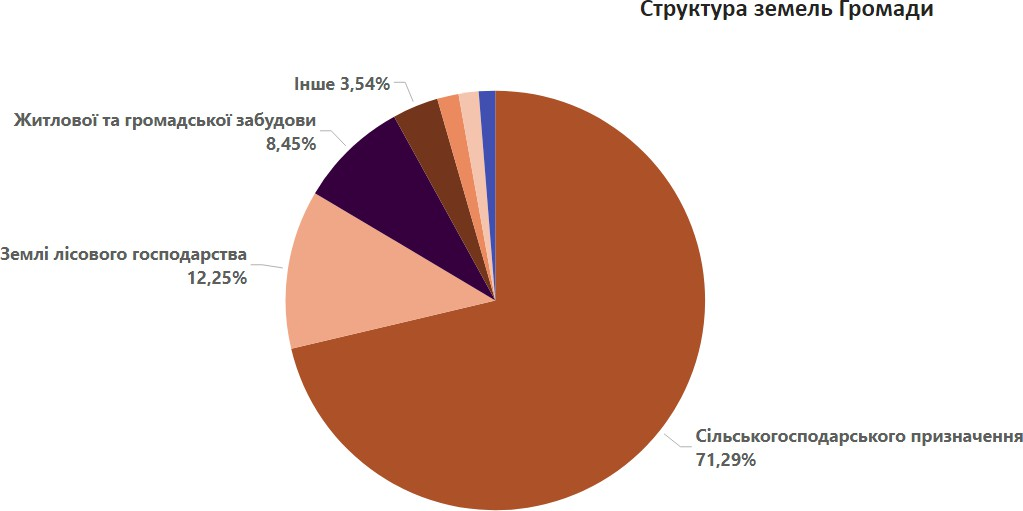 Структура земель Громади
Інше 3,54%
Житлової та громадської забудови
8,45%
Землі лісового господарства
12,25%
Сільськогосподарського призначення
71,29%